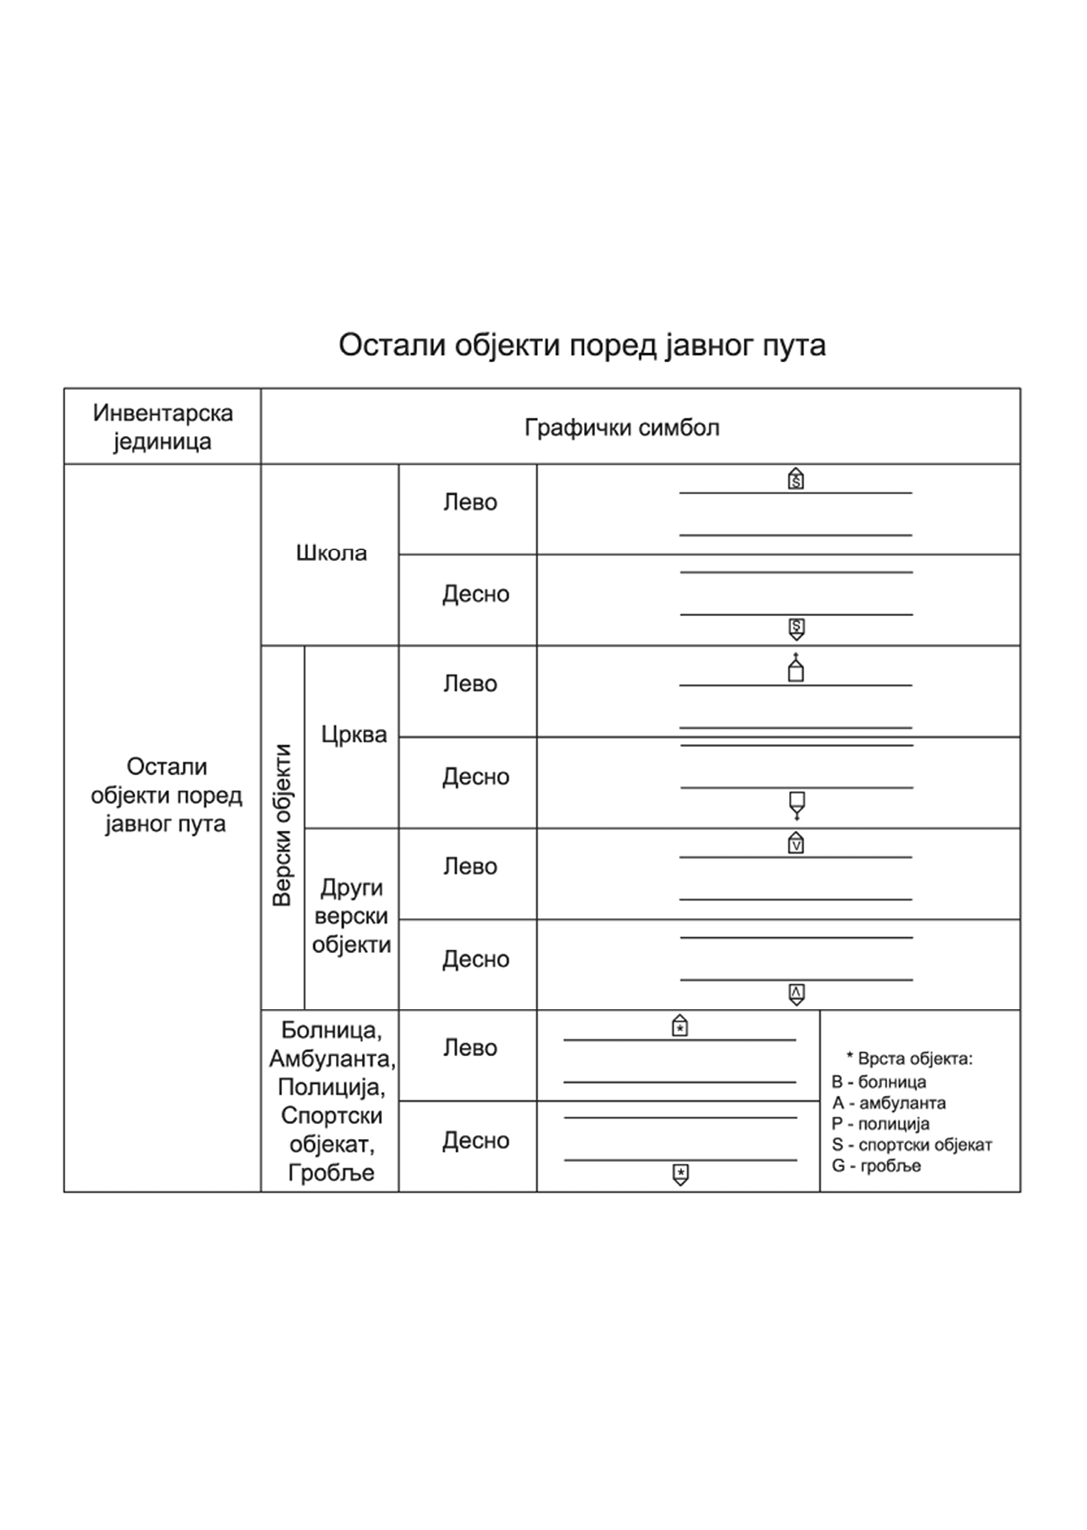 Остали објекти поред јавног пута
Инвентарска
јединица
Графички симбол
Остали
објекти поред
јавног пута
Школа
Лево
Š
Десно
Š
Верски објекти
Црква
Лево
Десно
Други
верски
објекти
Лево
V
Десно
V
Болница,
Амбуланта,
Полиција,
Спортски
објекат,
Гробље
Лево
*
Десно
*
* Врста објекта:
B - болница
A - амбуланта
P - полиција
S - спортски објекат
G - гробље